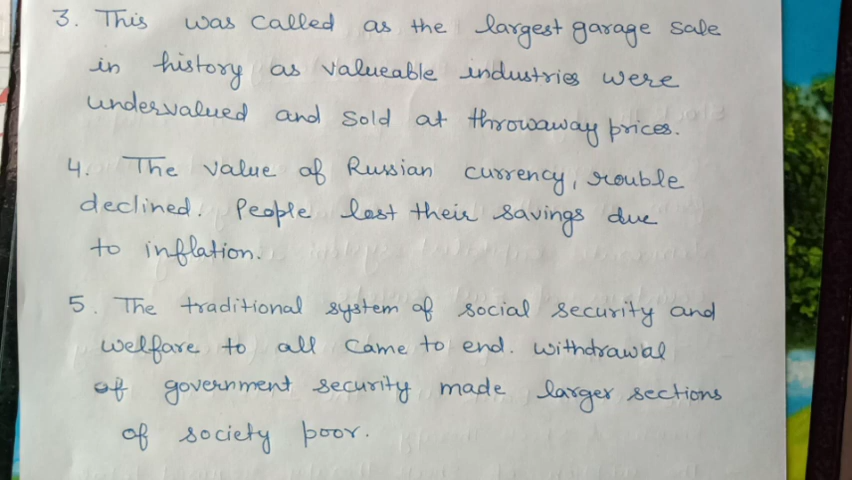 3. This was called as the largest garage sale
in history as valueable industries were
undervalued and sold at throwaway prices.
4. The value of Russian currency, rouble
declined. People lost their savings due
to inflation.
5. The traditional system of social security and
welfare to all came to end. withdrawal
of government security made larger sections
of society poor.